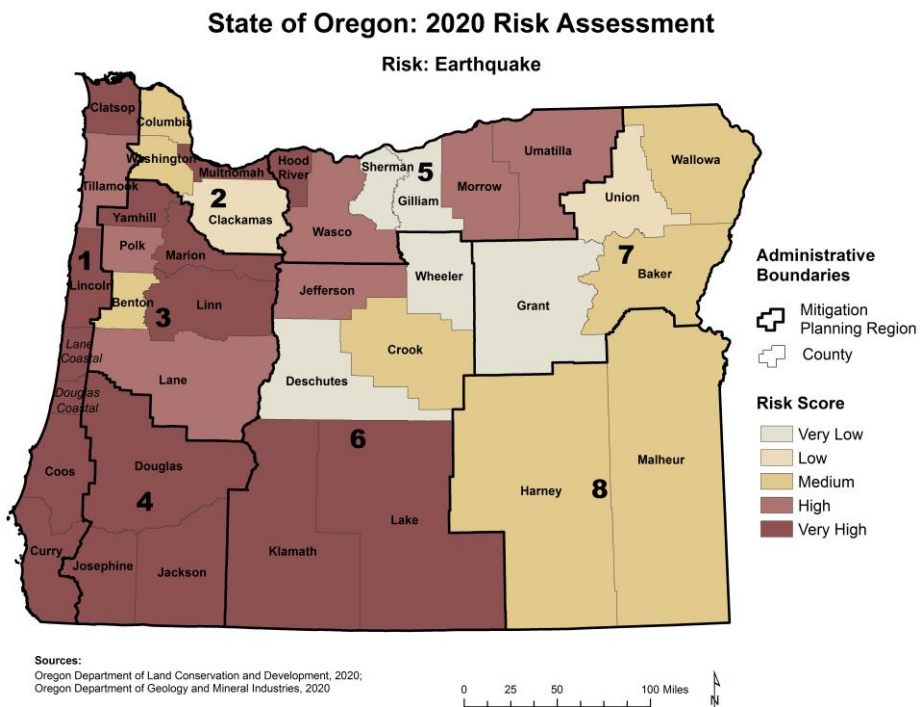 State of Oregon: 2020 Risk Assessment
Risk: Earthquake
Clatsop
Columbia
Washington
Tillamook
Multnomah
Hood
River
Sherman
5
Gilliam
Morrow
Umatilla
Wallowa
Union
2
Clackamas
Wasco
Yamhill
Polk
Marion
1
Lincoln
Benton
3
Linn
Jefferson
Wheeler
Grant
7
Baker
Lane
Coastal
Lane
Crook
Deschutes
Douglas
Coastal
6
Coos
Douglas
4
Lake
Klamath
Harney
8
Malheur
Curry
Josephine
Jackson
Administrative
Boundaries
Mitigation
Planning Region
County
Risk Score
Very Low
Low
Medium
High
Very High
Sources:
Oregon Department of Land Conservation and Development, 2020;
Oregon Department of Geology and Mineral Industries, 2020
0 25 50 100 Miles
N